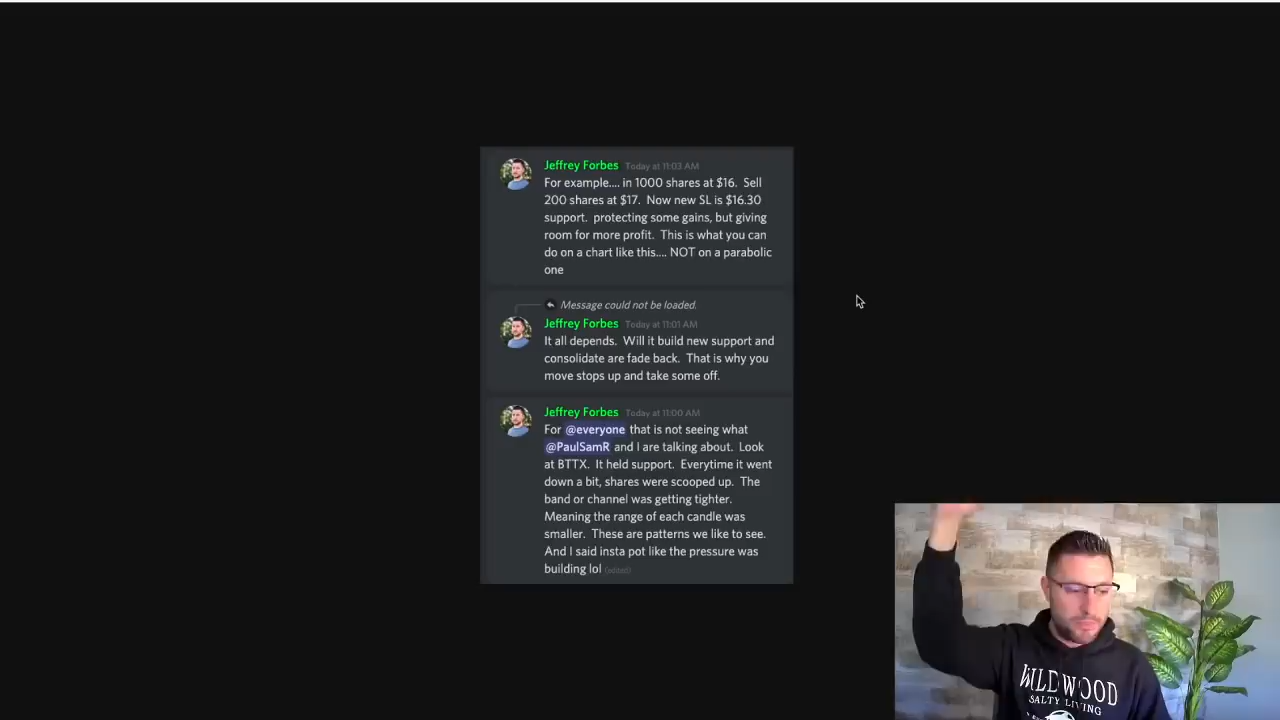 Jeffrey Forbes Today at 11:03 AM
For example.... in 1000 shares at $16. Sell
200 shares at $17. Now new SL is $16.30
support. protecting some gains, but giving
room for more profit. This is what you can
do on a chart like this.... NOT on a parabolic
one
Message could not be loaded.
Jeffrey Forbes Today at 11:01 AM
It all depends. Will it build new support and
consolidate are fade back. That is why you
move stops up and take some off.
Jeffrey Forbes Today at 11:00 AM
For @everyone that is not seeing what
@PaulSamR and I are talking about. Look
at BTTX. It held support. Everytime it went
down a bit, shares were scooped up. The
band or channel was getting tighter.
Meaning the range of each candle was
smaller. These are patterns we like to see.
And I said insta pot like the pressure was
building lol (edited)
WILDWOOD
SALTY LIVING